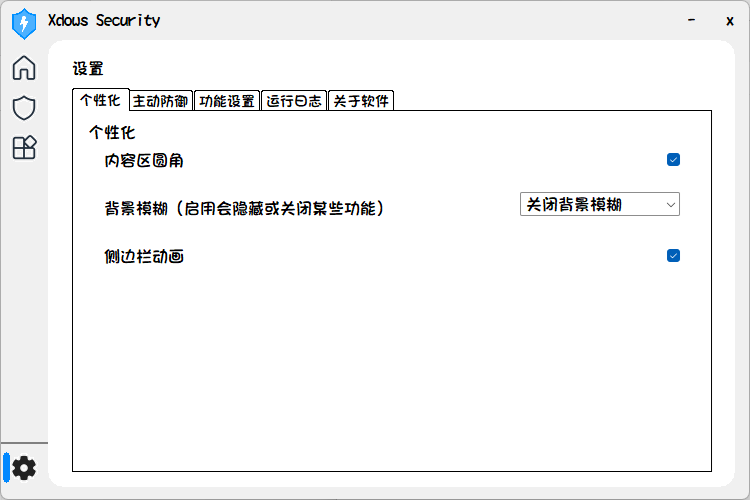 Xdows Security
设置
个性化 主动防御 功能设置 运行日志 关于软件
个性化
内容区圆角
背景模糊（启用会隐藏或关闭某些功能） 关闭背景模糊
侧边栏动画